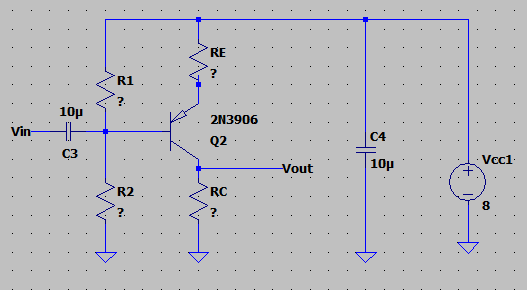 RE
?
R1
?
10µ
2N3906
Vin
Q2
C3
C4
10µ
Vcc1
Vout
R2
?
RC
?
8